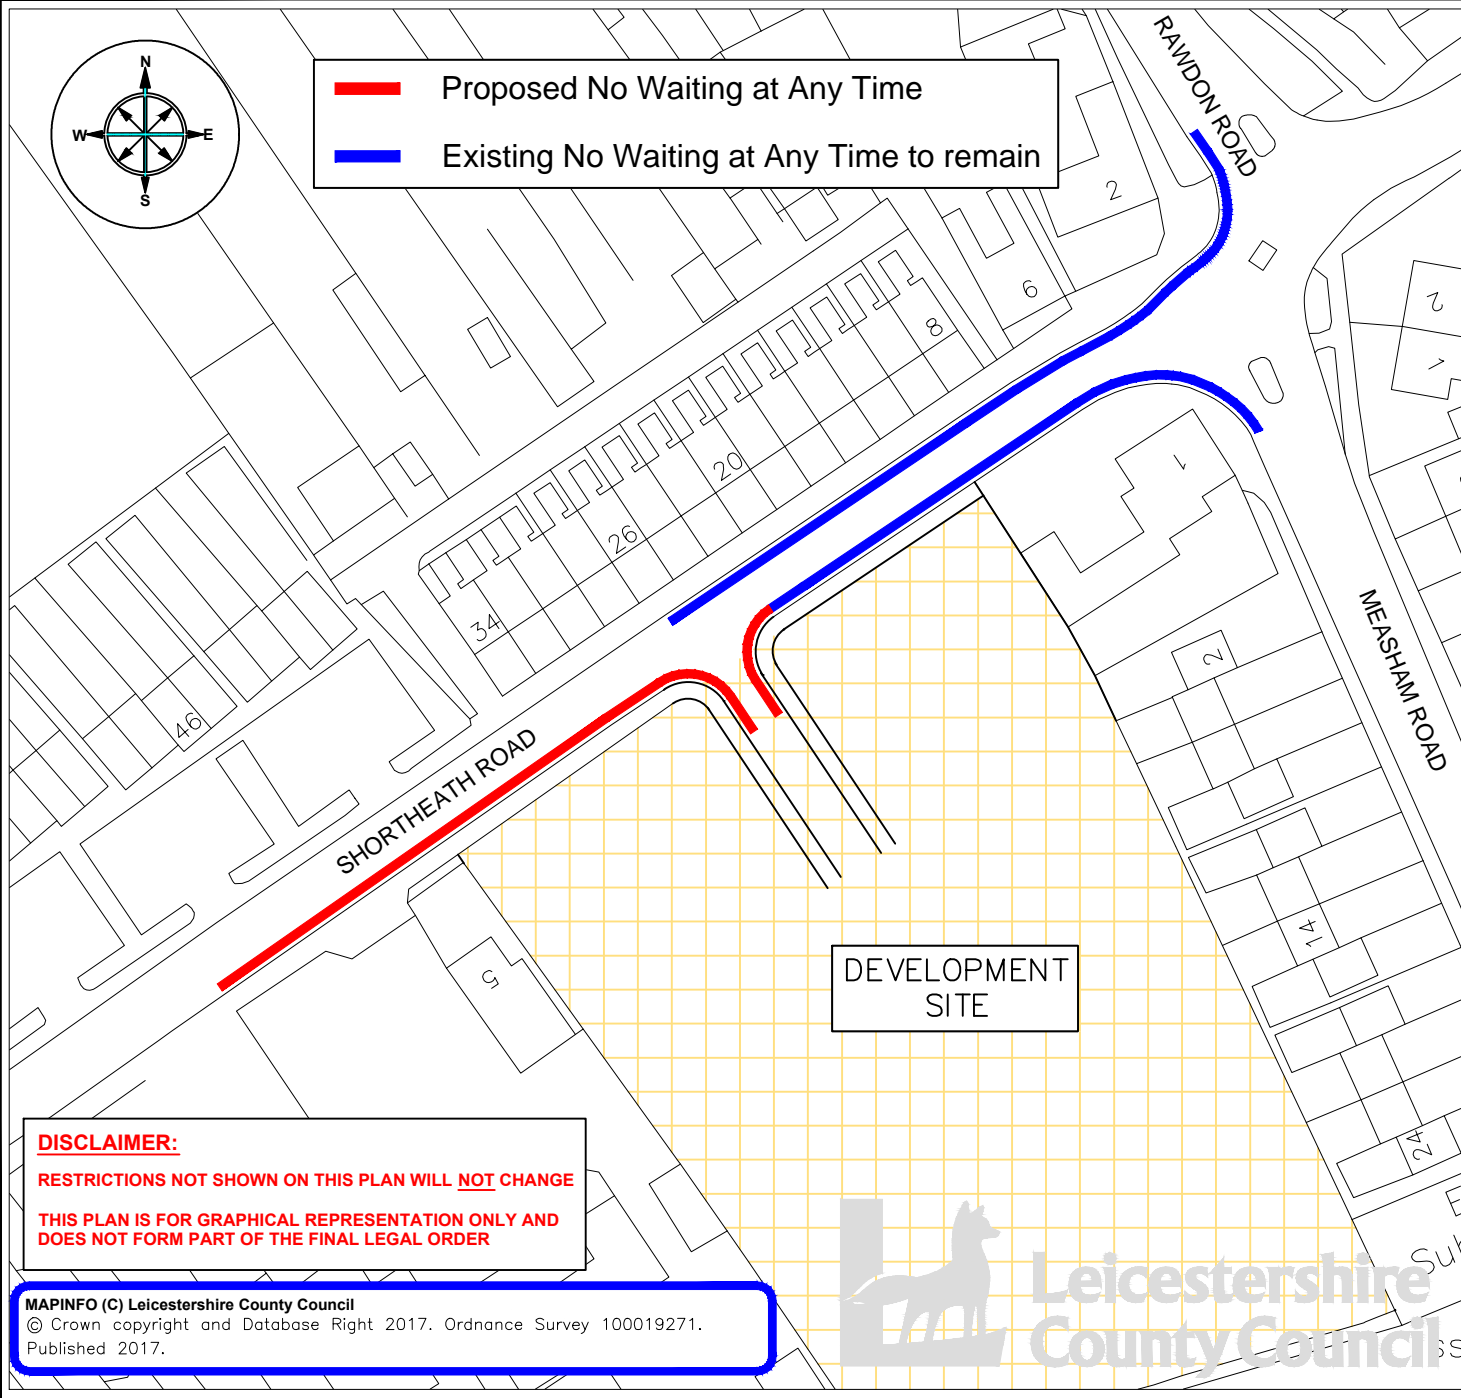 N
W
E
S
Proposed No Waiting at Any Time
Existing No Waiting at Any Time to remain
RAWDON ROAD
2
6
8
20
26
34
46
2
1
1
2
MEASHAM ROAD
SHORTHEATH ROAD
14
5
DEVELOPMENT
SITE
24
DISCLAIMER:
RESTRICTIONS NOT SHOWN ON THIS PLAN WILL NOT CHANGE
THIS PLAN IS FOR GRAPHICAL REPRESENTATION ONLY AND
DOES NOT FORM PART OF THE FINAL LEGAL ORDER
MAPINFO (C) Leicestershire County Council
© Crown copyright and Database Right 2017. Ordnance Survey 100019271.
Published 2017.
Leicestershire
County Council